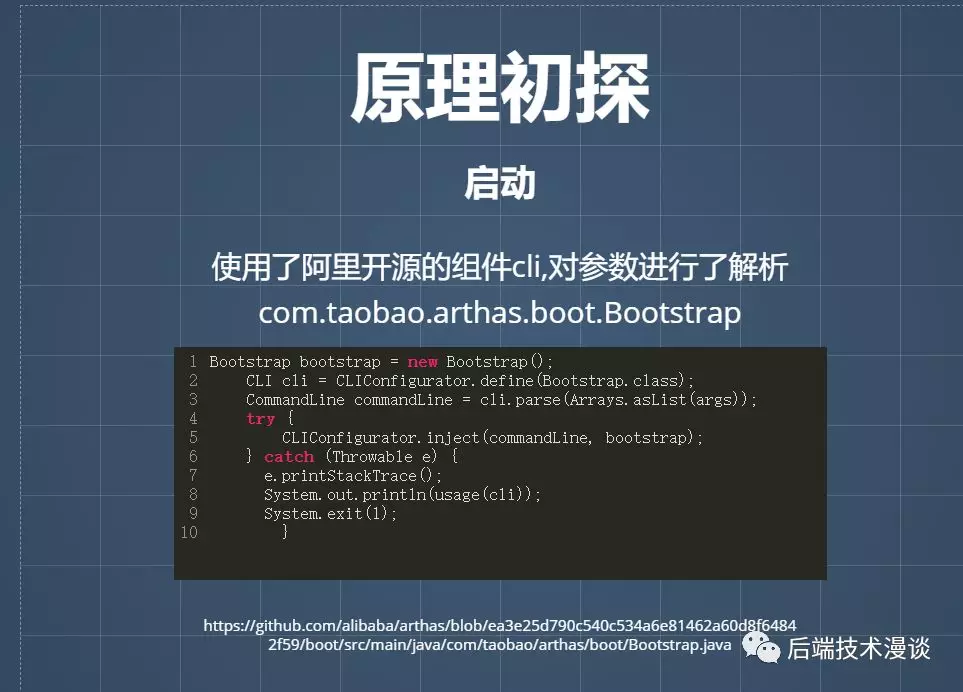 原理初探
启动
使用了阿里开源的组件cli,对参数进行了解析
com.taobao.arthas.boot.Bootstrap
1 Bootstrap bootstrap = new Bootstrap();
2 CLI cli = CLIConfigurator.define(Bootstrap.class);
3 CommandLine commandLine = cli.parse(Arrays.asList(args));
4 try {
5 CLIConfigurator.inject(commandLine, bootstrap);
6 } catch (Throwable e) {
7 e.printStackTrace();
8 System.out.println(usage(cli));
9 System.exit(1);
10 }
https://github.com/alibaba/arthas/blob/ea3e25d790c540c534a6e81462a60d8f6484
2f59/boot/src/main/java/com/taobao/arthas/boot/Bootstrap.java
后端技术漫谈